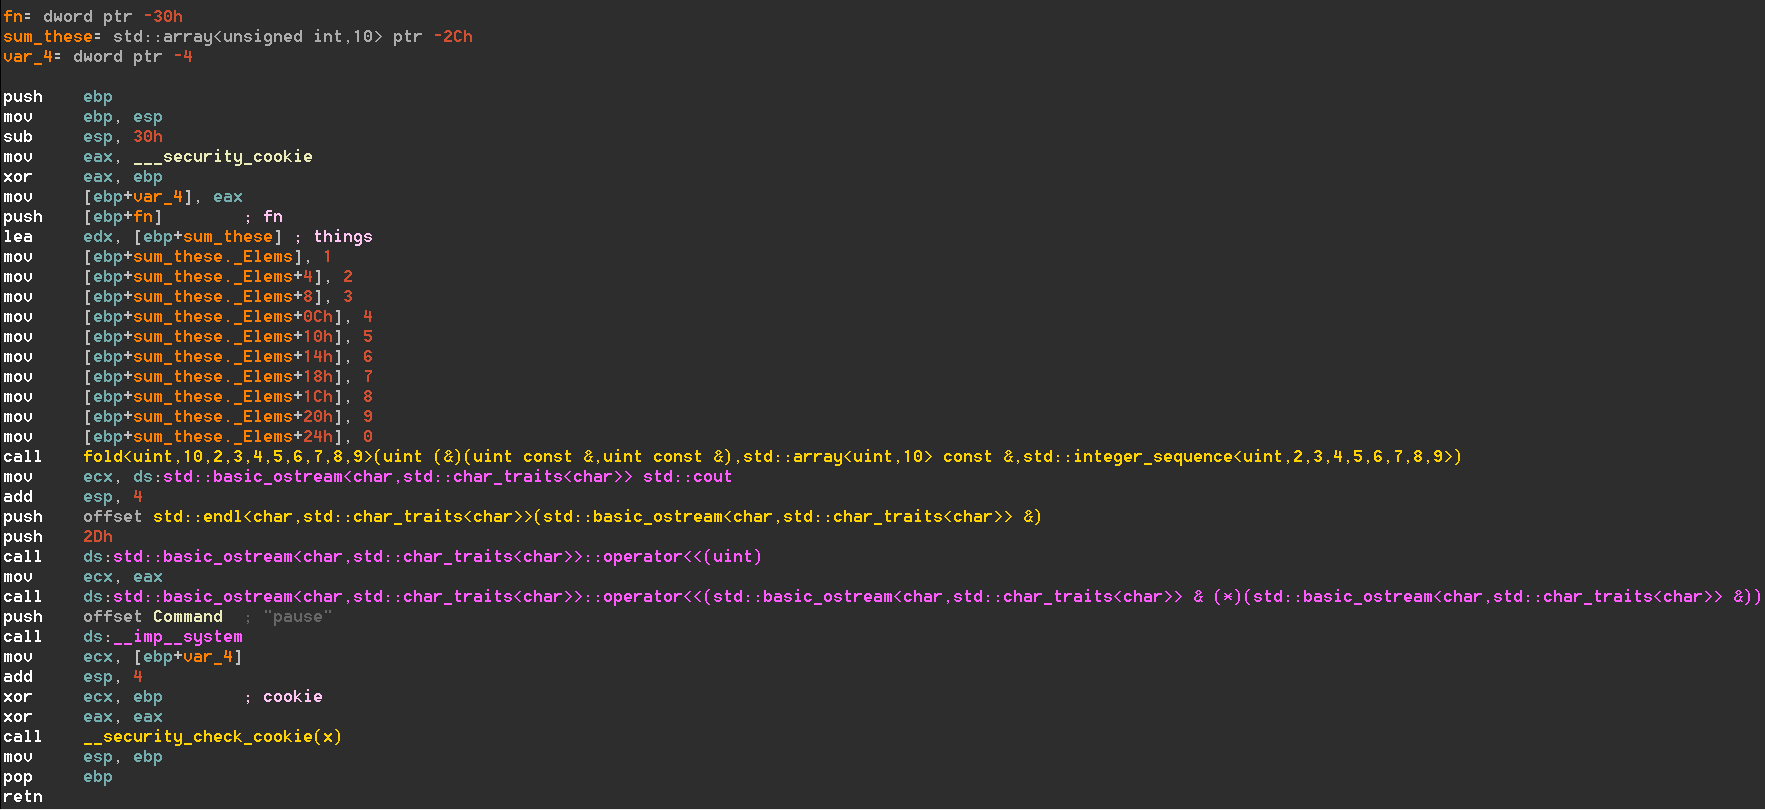 fn= dword ptr -30h
sum_these= std::array<unsigned int,10> ptr -2Ch
var_4= dword ptr -4
push ebp
mov ebp, esp
sub esp, 30h
mov eax, ___security_cookie
xor eax, ebp
mov [ebp+var_4], eax
push [ebp+fn] ; fn
lea edx, [ebp+sum_these] ; things
mov [ebp+sum_these._Elems], 1
mov [ebp+sum_these._Elems+4], 2
mov [ebp+sum_these._Elems+8], 3
mov [ebp+sum_these._Elems+0Ch], 4
mov [ebp+sum_these._Elems+10h], 5
mov [ebp+sum_these._Elems+14h], 6
mov [ebp+sum_these._Elems+18h], 7
mov [ebp+sum_these._Elems+1Ch], 8
mov [ebp+sum_these._Elems+20h], 9
mov [ebp+sum_these._Elems+24h], 0
call fold<uint,10,2,3,4,5,6,7,8,9>(uint (&)(uint const &,uint const &),std::array<uint,10> const &,std::integer_sequence<uint,2,3,4,5,6,7,8,9>)
mov ecx, ds:std::basic_ostream<char,std::char_traits<char>> std::cout
add esp, 4
push offset std::endl<char,std::char_traits<char>>(std::basic_ostream<char,std::char_traits<char>> &)
push 2Dh
call ds:std::basic_ostream<char,std::char_traits<char>>::operator<<(uint)
mov ecx, eax
call ds:std::basic_ostream<char,std::char_traits<char>>::operator<<(std::basic_ostream<char,std::char_traits<char>> & (*)(std::basic_ostream<char,std::char_traits<char>> &))
push offset Command ; "pause"
call ds:__imp__system
mov ecx, [ebp+var_4]
add esp, 4
xor ecx, ebp ; cookie
xor eax, eax
call __security_check_cookie(x)
mov esp, ebp
pop ebp
retn